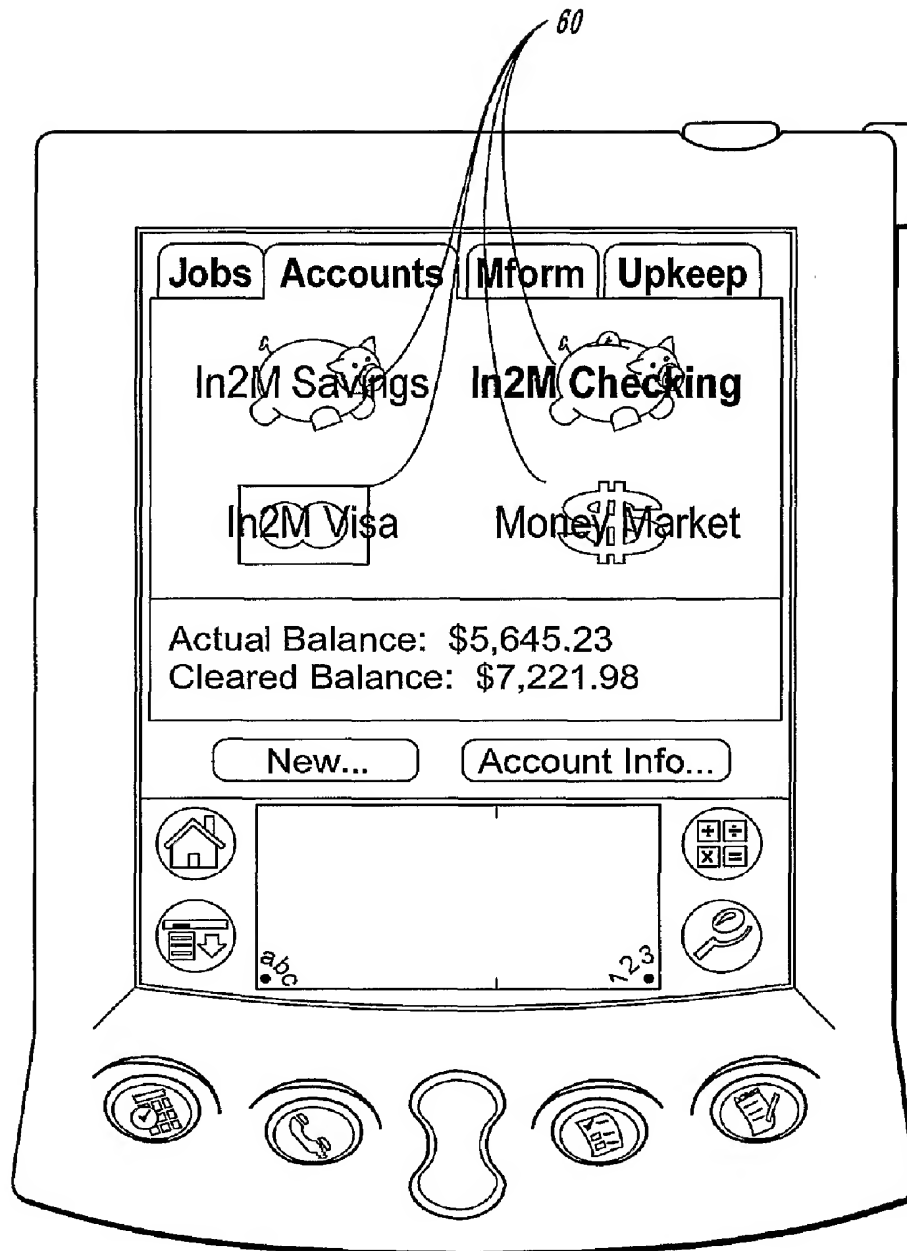 60
Jobs Accounts Mform Upkeep
In2M Savings In2M Checking
In2M Visa Money Market
Actual Balance: $5,645.23
Cleared Balance: $7,221.98
New... Account Info...
+ ÷
x =
abc 123